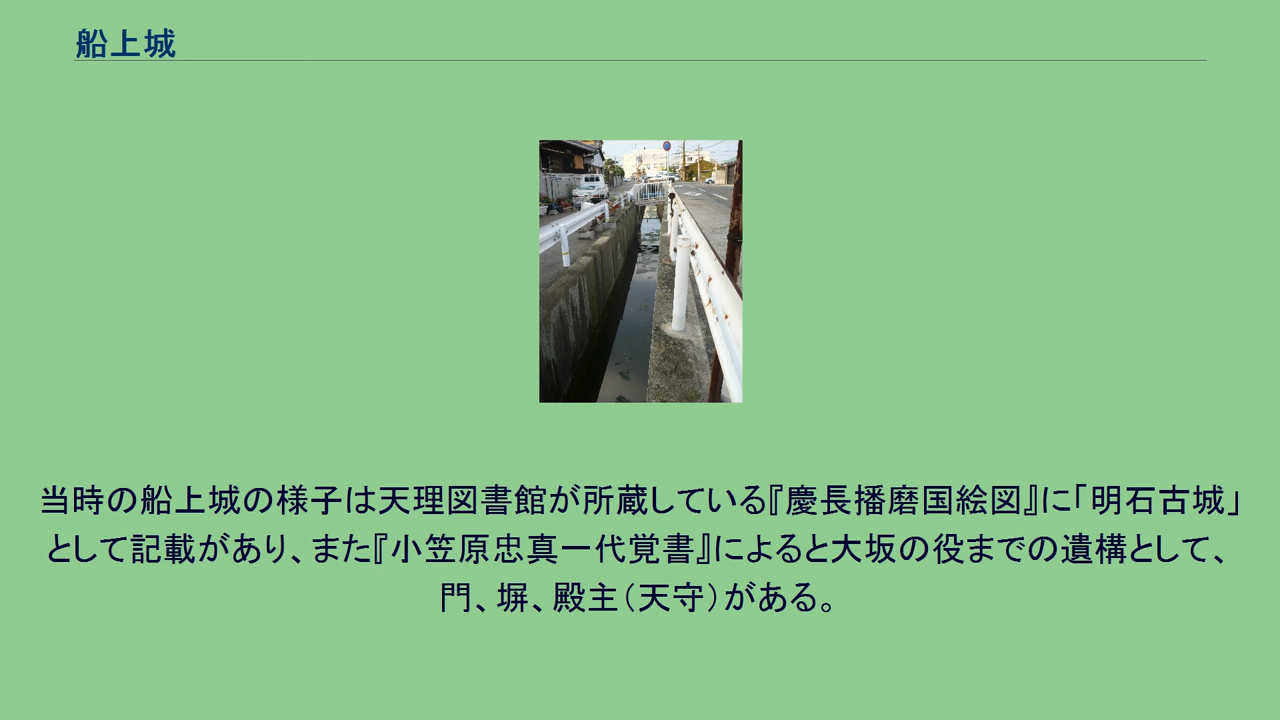 船上城
当時の船上城の様子は天理図書館が所蔵している『慶長播磨国絵図』に「明石古城」
として記載があり、また『小笠原忠真一代覚書』によると大坂の役までの遺構として、
門、塀、殿主（天守）がある。